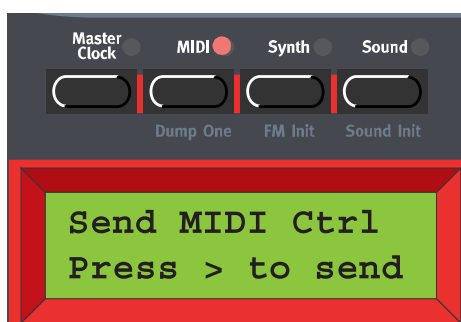 Master Clock MIDI Synth Sound
Dump One FM Init Sound Init
Send MIDI Ctrl
Press > to send